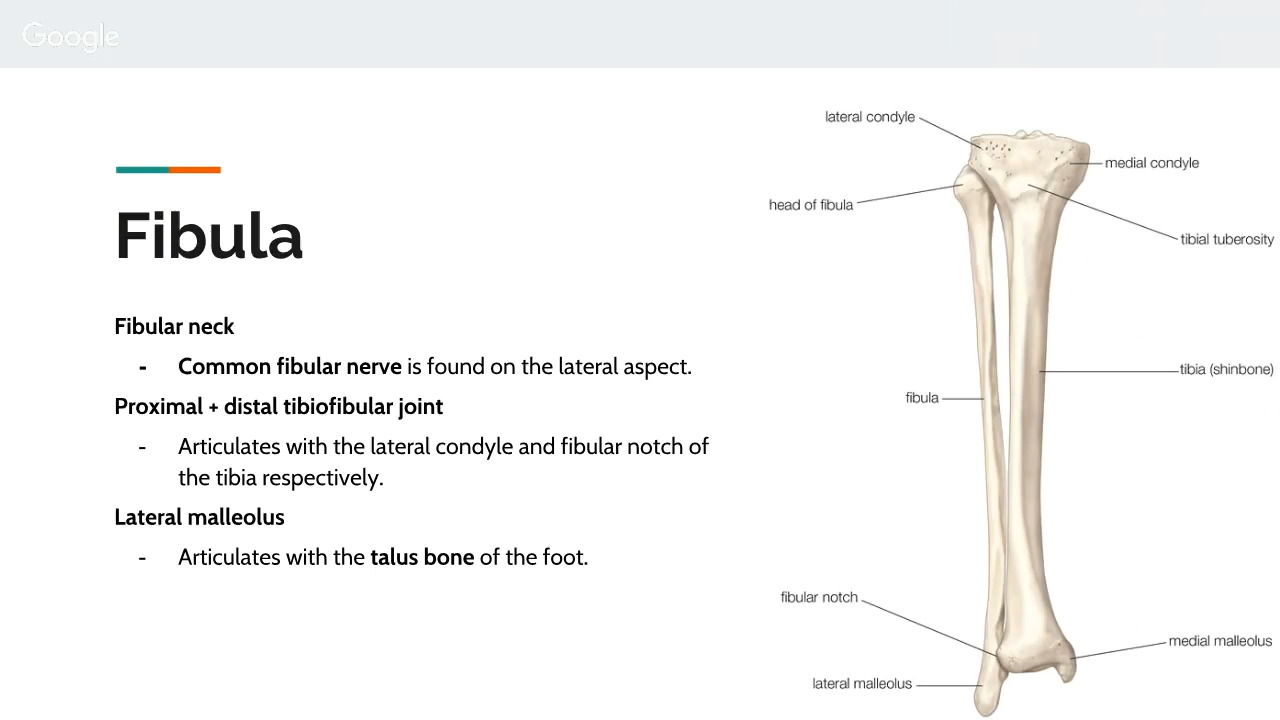 Google
Fibula
Fibular neck
- Common fibular nerve is found on the lateral aspect.
Proximal + distal tibiofibular joint
- Articulates with the lateral condyle and fibular notch of
the tibia respectively.
Lateral malleolus
- Articulates with the talus bone of the foot.
lateral condyle
medial condyle
head of fibula
tibial tuberosity
tibia (shinbone)
fibula
fibular notch
medial malleolus
lateral malleolus